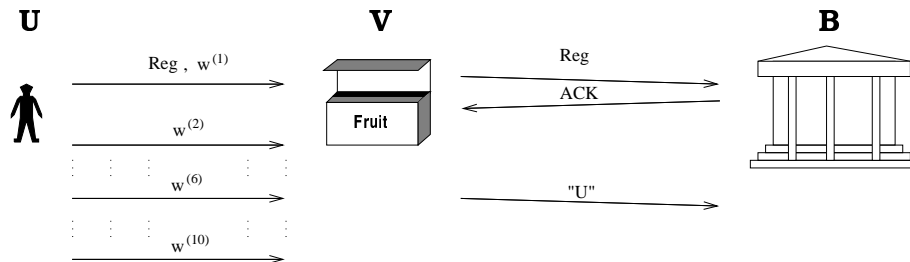 U
V
B
Reg , w^(1)
Reg
ACK
Fruit
w^(2)
w^(6)
"U"
w^(10)